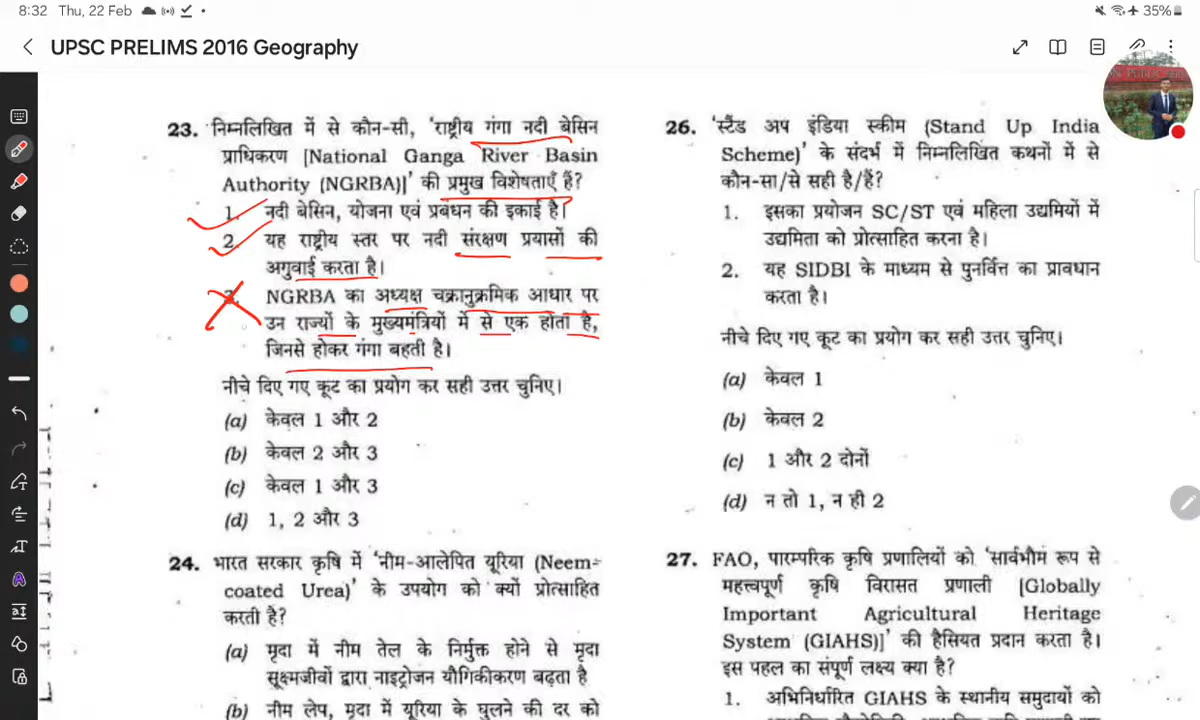 8:32 Thu, 22 Feb
35%
UPSC PRELIMS 2016 Geography
23. निम्नलिखित में से कौन-सी, 'राष्ट्रीय गंगा नदी बेसिन
प्राधिकरण [National Ganga River Basin
Authority (NGRBA)]' की प्रमुख विशेषताएँ हैं?
1. नदी बेसिन, योजना एवं प्रबंधन की इकाई है।
2. यह राष्ट्रीय स्तर पर नदी संरक्षण प्रयासों की
अगुवाई करता है।
3. NGRBA का अध्यक्ष चक्रानुक्रमिक आधार पर
उन राज्यों के मुख्यमंत्रियों में से एक होता है,
जिनसे होकर गंगा बहती है।
नीचे दिए गए कूट का प्रयोग कर सही उत्तर चुनिए।
(a) केवल 1 और 2
(b) केवल 2 और 3
(c) केवल 1 और 3
(d) 1, 2 और 3
24. भारत सरकार कृषि में 'नीम-आलेपित यूरिया (Neem-
coated Urea)' के उपयोग को क्यों प्रोत्साहित
करती है?
(a) मृदा में नीम तेल के निर्मुक्त होने से मृदा
सूक्ष्मजीवों द्वारा नाइट्रोजन यौगिकीकरण बढ़ता है
(b) नीम लेप, मृदा में यूरिया के घुलने की दर को
26. 'स्टैंड अप इंडिया स्कीम (Stand Up India
Scheme)' के संदर्भ में निम्नलिखित कथनों में से
कौन-सा/से सही है/हैं?
1. इसका प्रयोजन SC/ST एवं महिला उद्यमियों में
उद्यमिता को प्रोत्साहित करना है।
2. यह SIDBI के माध्यम से पुनर्वित्त का प्रावधान
करता है।
नीचे दिए गए कूट का प्रयोग कर सही उत्तर चुनिए।
(a) केवल 1
(b) केवल 2
(c) 1 और 2 दोनों
(d) न तो 1, न ही 2
27. FAO, पारम्परिक कृषि प्रणालियों को 'सार्वभौम रूप से
महत्त्वपूर्ण कृषि विरासत प्रणाली [Globally
Important Agricultural Heritage
System (GIAHS)]' की हैसियत प्रदान करता है।
इस पहल का संपूर्ण लक्ष्य क्या है?
1. अभिनिर्धारित GIAHS के स्थानीय समुदायों को